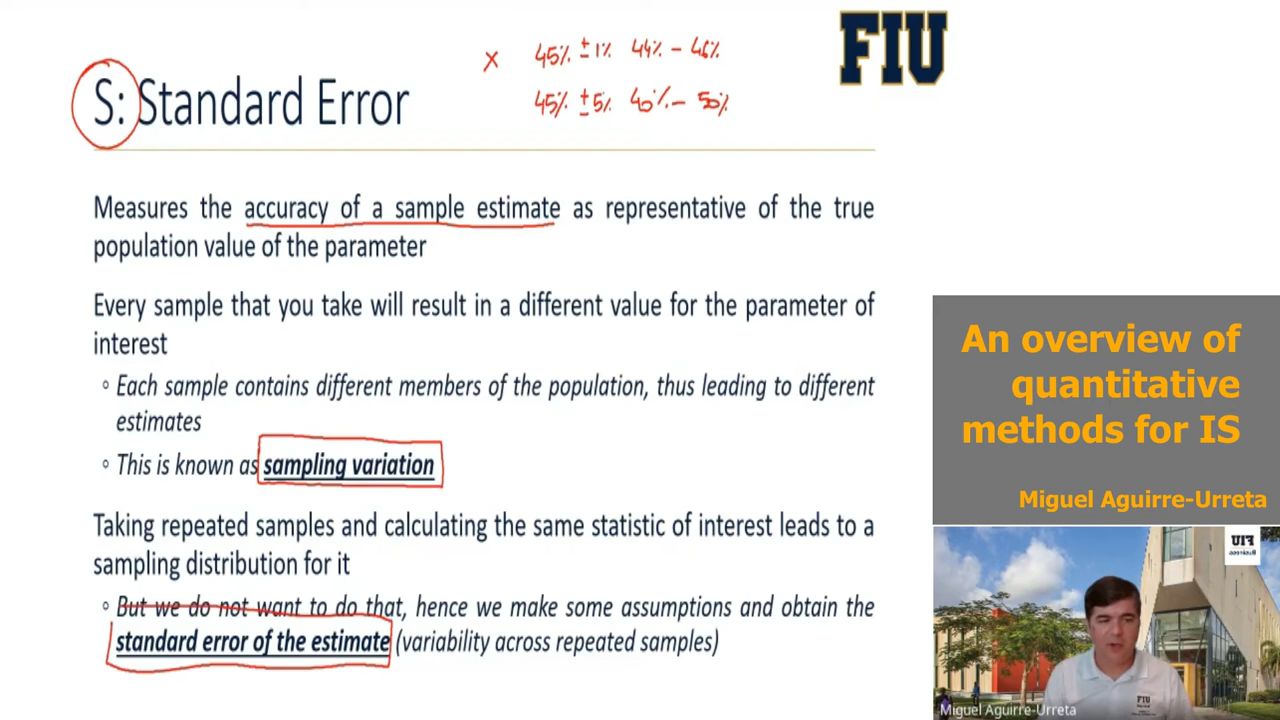 x 45% ±1% 44% - 46%
45% ±5% 40% - 50%
FIU
S: Standard Error
Measures the accuracy of a sample estimate as representative of the true
population value of the parameter
Every sample that you take will result in a different value for the parameter of
interest
◦ Each sample contains different members of the population, thus leading to different
estimates
◦ This is known as sampling variation
Taking repeated samples and calculating the same statistic of interest leads to a
sampling distribution for it
◦ But we do not want to do that, hence we make some assumptions and obtain the
standard error of the estimate (variability across repeated samples)
An overview of
quantitative
methods for IS
Miguel Aguirre-Urreta
FIU
Business
FIU
Miguel Aguirre-Urreta